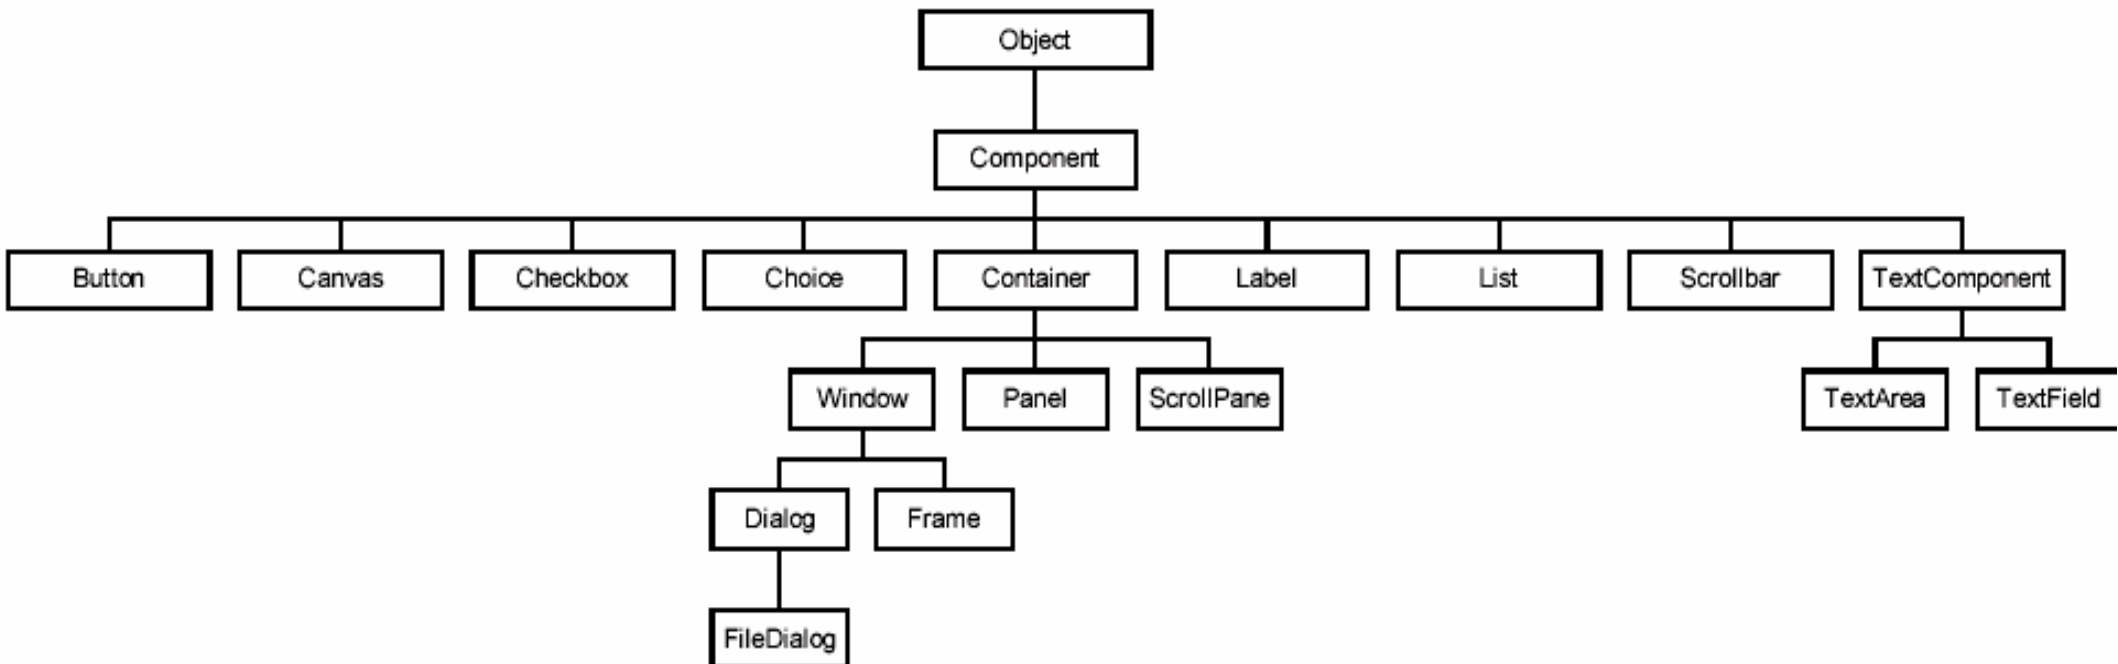 Object
Component
Button
Canvas
Checkbox
Choice
Container
Label
List
Scrollbar
TextComponent
Window
Panel
ScrollPane
TextArea
TextField
Dialog
Frame
FileDialog